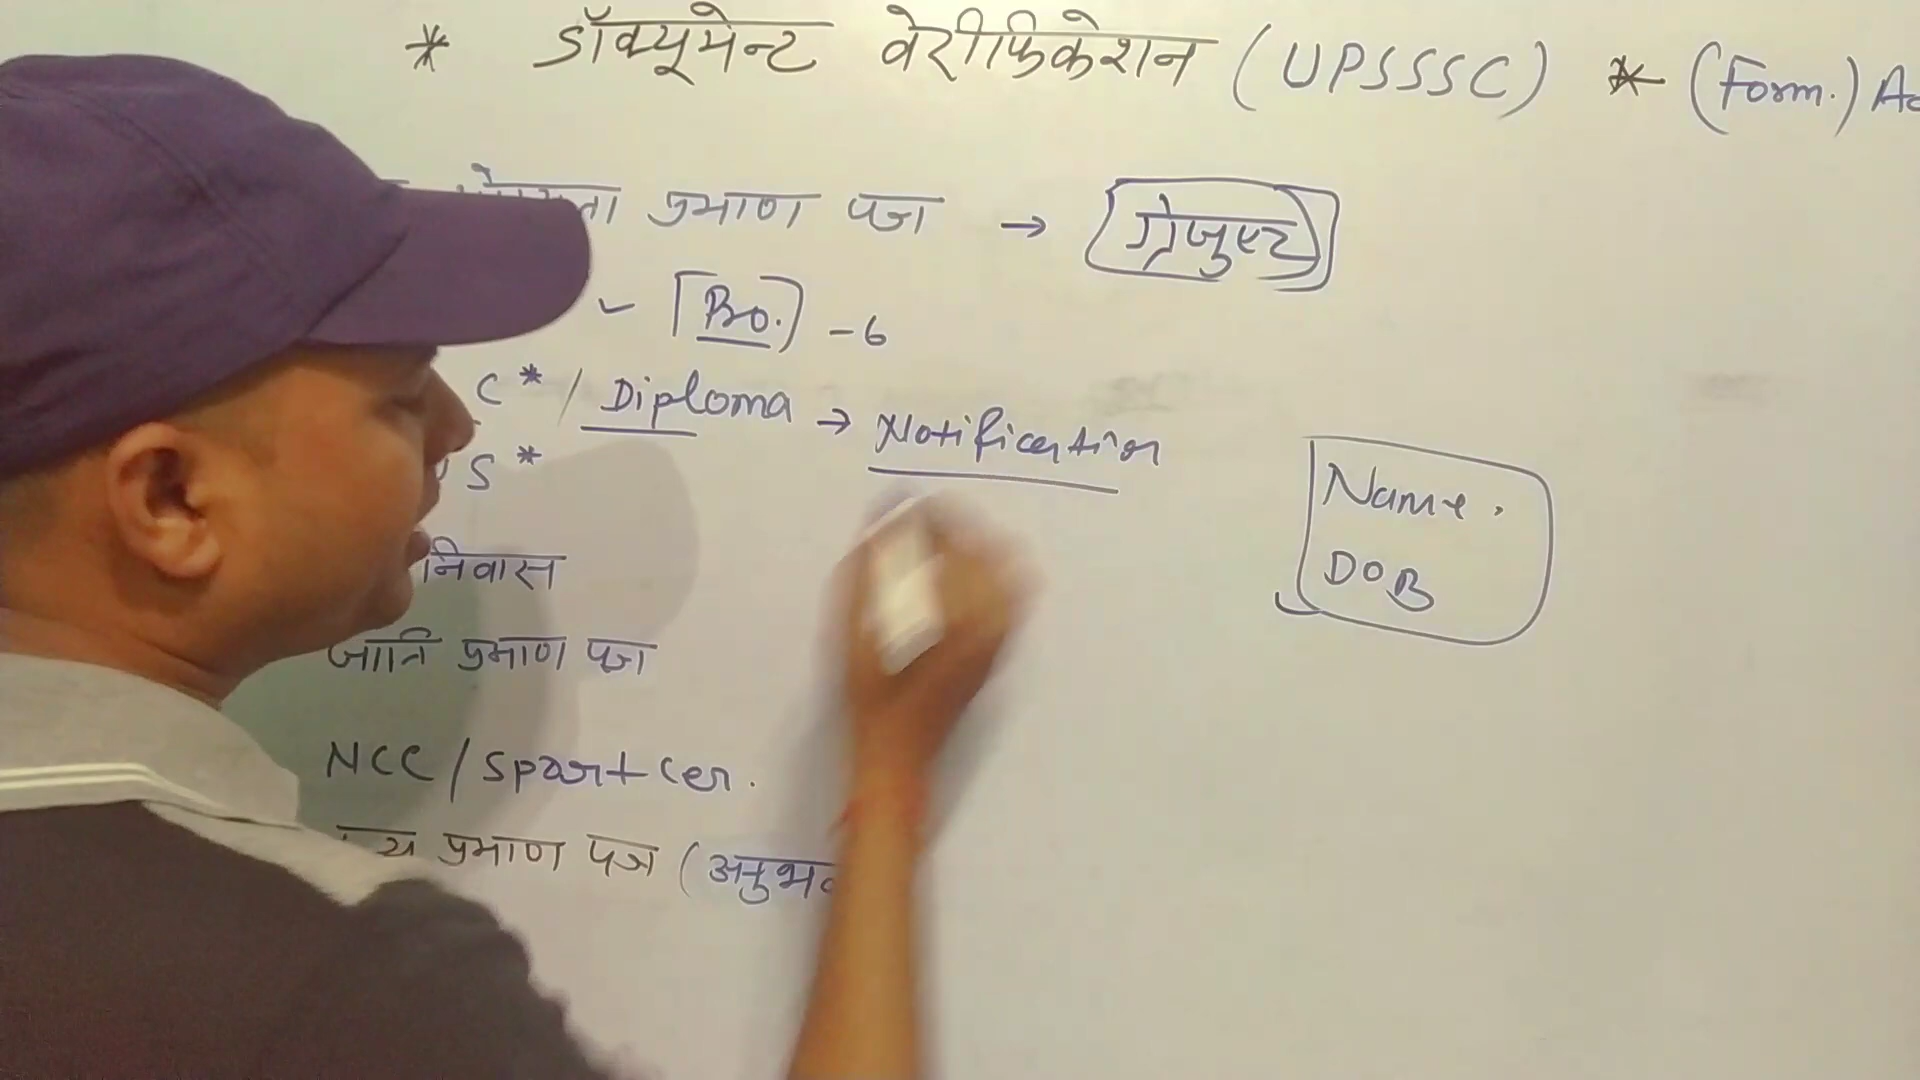 * डॉक्यूमेन्ट वेरीफिकेशन (UPSSSC) * (Form.)
प्रमाण पत्र → ग्रेजुएट
[Bo.] -6
C* / Diploma → Notification
S*
निवास
जाति प्रमाण पत्र
NCC / Sport Cer.
प्रमाण पत्र (अनुभव
Name.
DOB